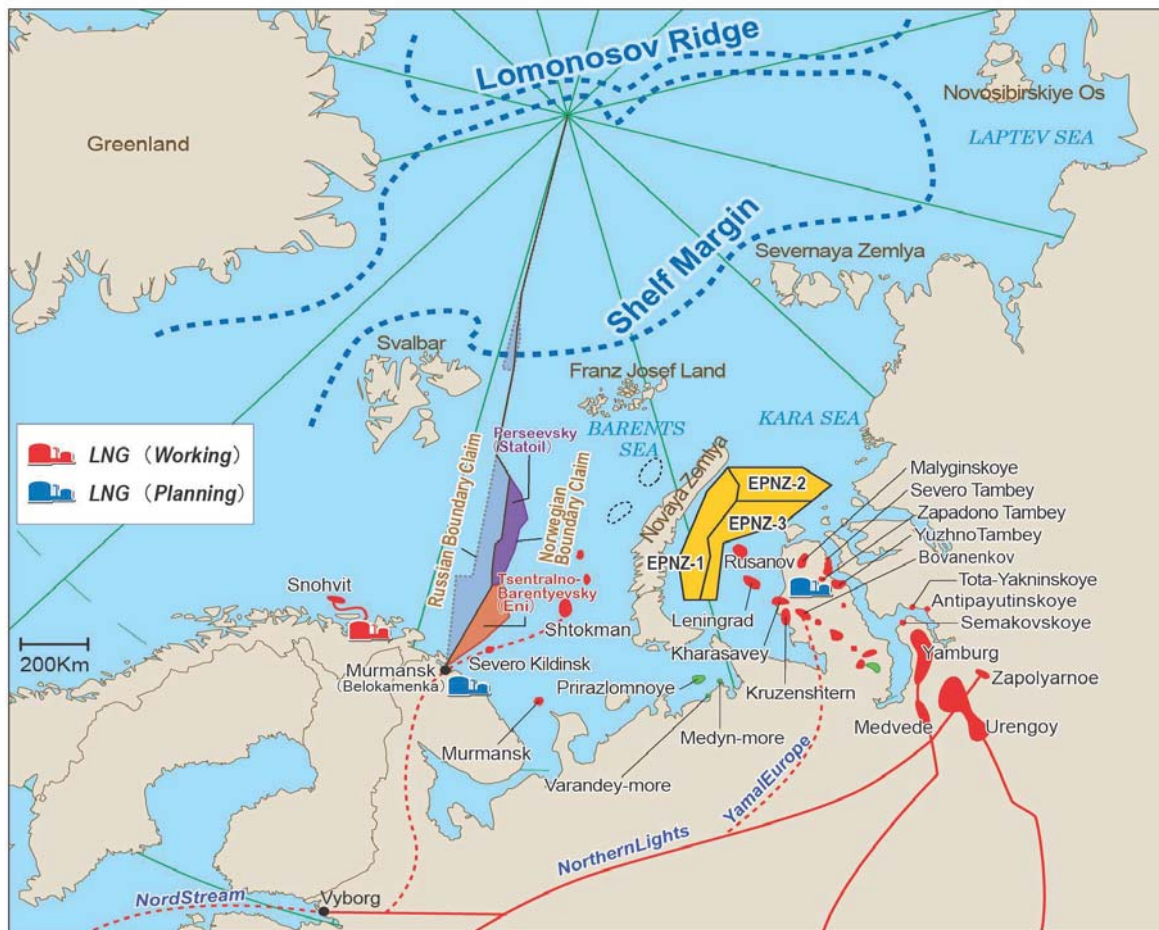 Lomonosov Ridge
Novosibirskiye Os
LAPTEV SEA
Greenland
Severnaya Zemlya
Shelf Margin
Svalbar
Franz Josef Land
KARA SEA
BARENTS
SEA
LNG (Working)
LNG (Planning)
Russian Boundary Claim
Perseevsky
(Statoil)
Norwegian
Boundary Claim
Novaya Zemlya
EPNZ-2
EPNZ-3
EPNZ-1
Malyginskoye
Severo Tambey
Zapadono Tambey
YuzhnoTambey
Bovanenkov
Tota-Yakninskoye
Antipayutinskoye
Semakovskoye
Rusanov
Snohvit
Tsentralno-
Barentyevsky
(Eni)
Leningrad
Shtokman
200Km
Kharasavey
Yamburg
Murmansk
(Belokamenka)
Severo Kildinsk
Prirazlomnoye
Kruzenshtern
Zapolyarnoe
Medvede
Urengoy
Medyn-more
Murmansk
Varandey-more
YamalEurope
NorthernLights
NordStream
Vyborg